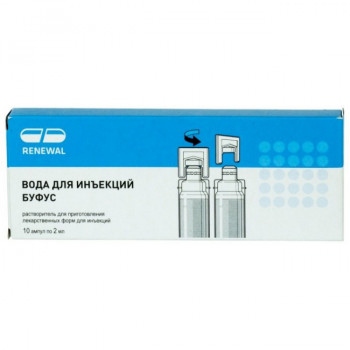 RENEWAL
ВОДА ДЛЯ ИНЪЕКЦИЙ
БУФУС
растворитель для приготовления
лекарственных форм для инъекций
10 ампул по 2 мл